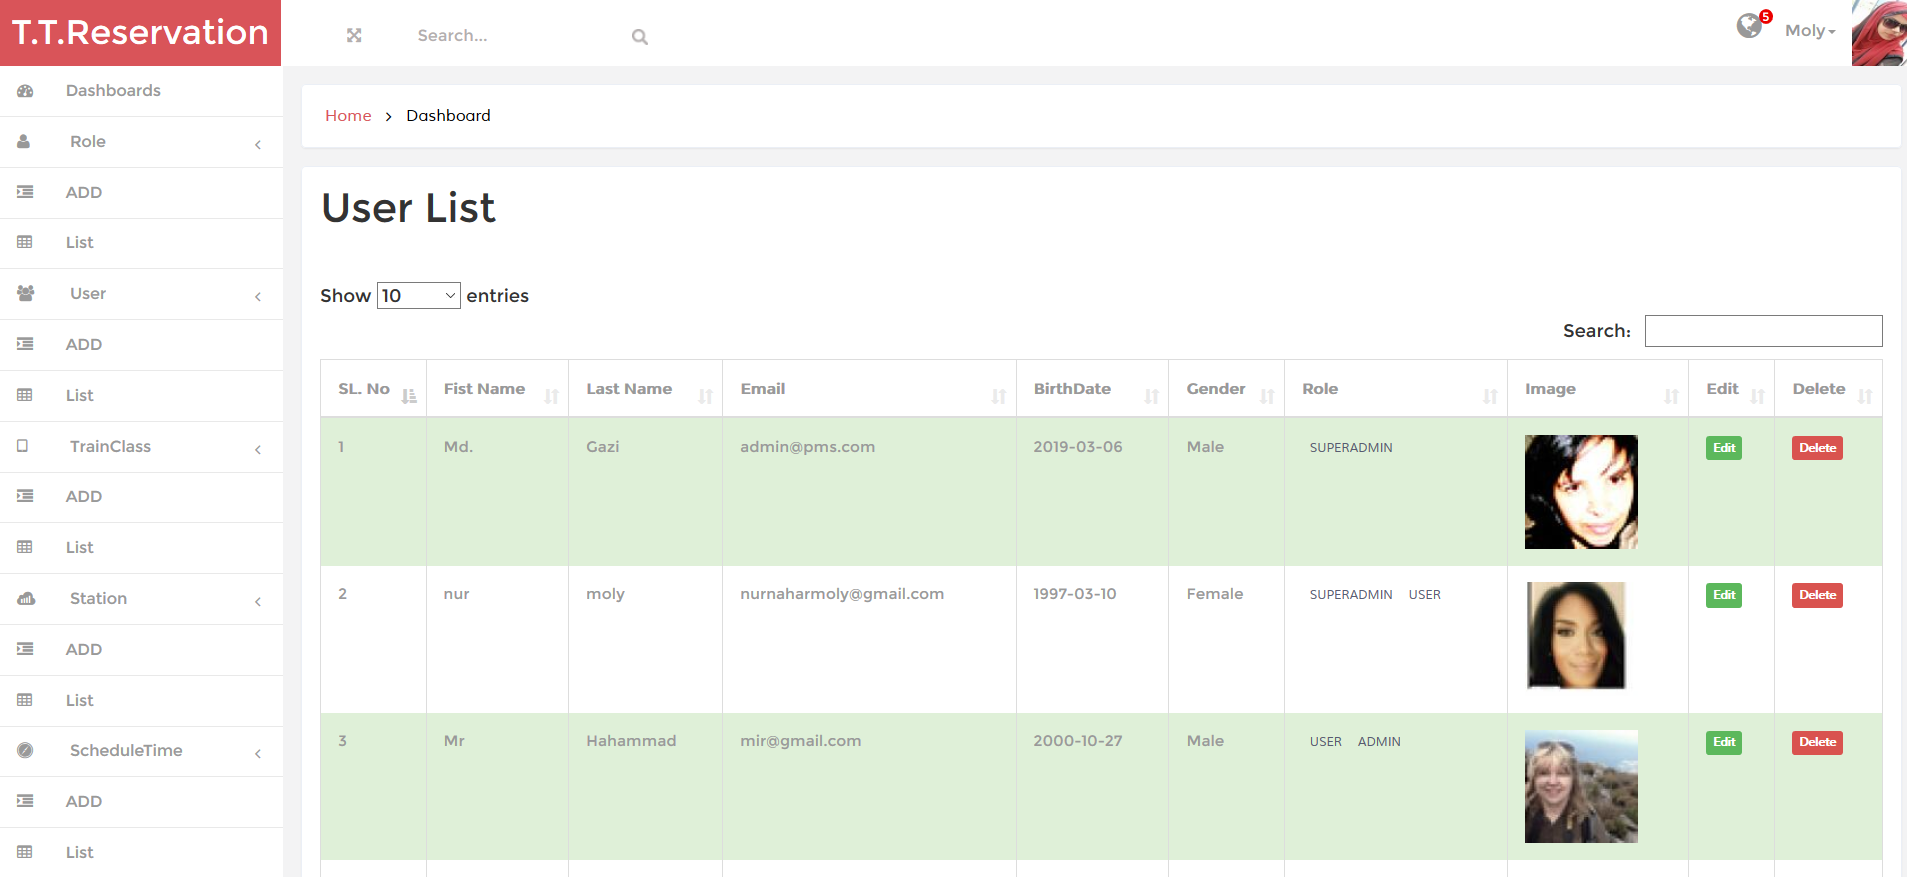 T.T.Reservation
Search...
5
Moly
Dashboards
Role
ADD
List
User
ADD
List
TrainClass
ADD
List
Station
ADD
List
ScheduleTime
ADD
List
Home > Dashboard
User List
Show 10 entries
Search:
SL. No Fist Name Last Name Email BirthDate Gender Role Image Edit Delete
1 Md. Gazi admin@pms.com 2019-03-06 Male SUPERADMIN Edit Delete
2 nur moly nurnaharmoly@gmail.com 1997-03-10 Female SUPERADMIN USER Edit Delete
3 Mr Hahammad mir@gmail.com 2000-10-27 Male USER ADMIN Edit Delete